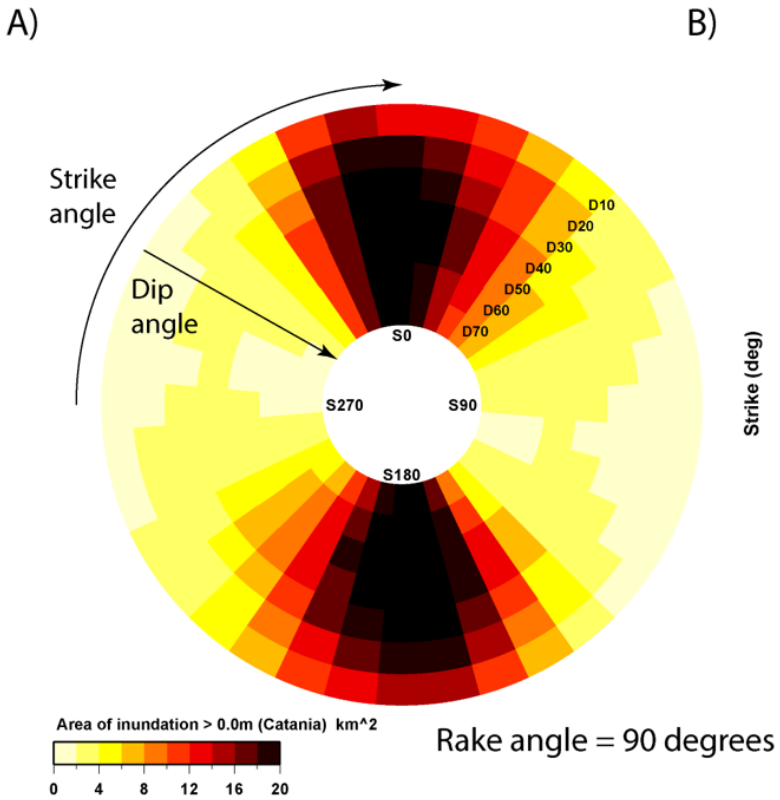 A)
B)
Strike
angle
Dip
angle
D10
D20
D30
D40
D50
D60
D70
S0
S270
S90
S180
Strike (deg)
Area of inundation > 0.0m (Catania) km^2
0 4 8 12 16 20
Rake angle = 90 degrees